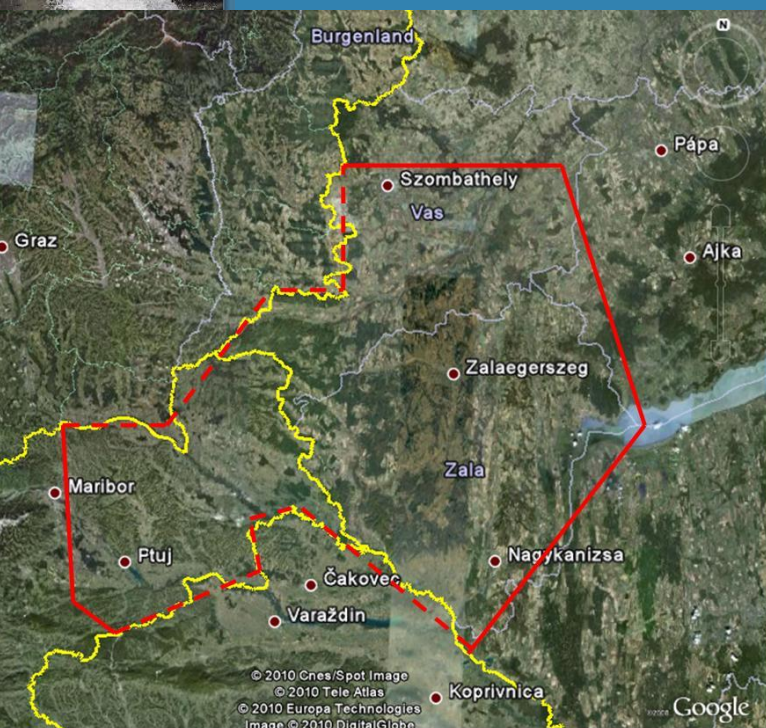 Burgenland
N
Pápa
Szombathely
Vas
Graz
Ajka
Zalaegerszeg
Zala
Maribor
Ptuj
Nagykanizsa
Čakovec
Varaždin
© 2010 Cnes/Spot Image
© 2010 Tele Atlas
© 2010 Europa Technologies
Image © 2010 DigitalGlobe
Koprivnica
©2008 Google